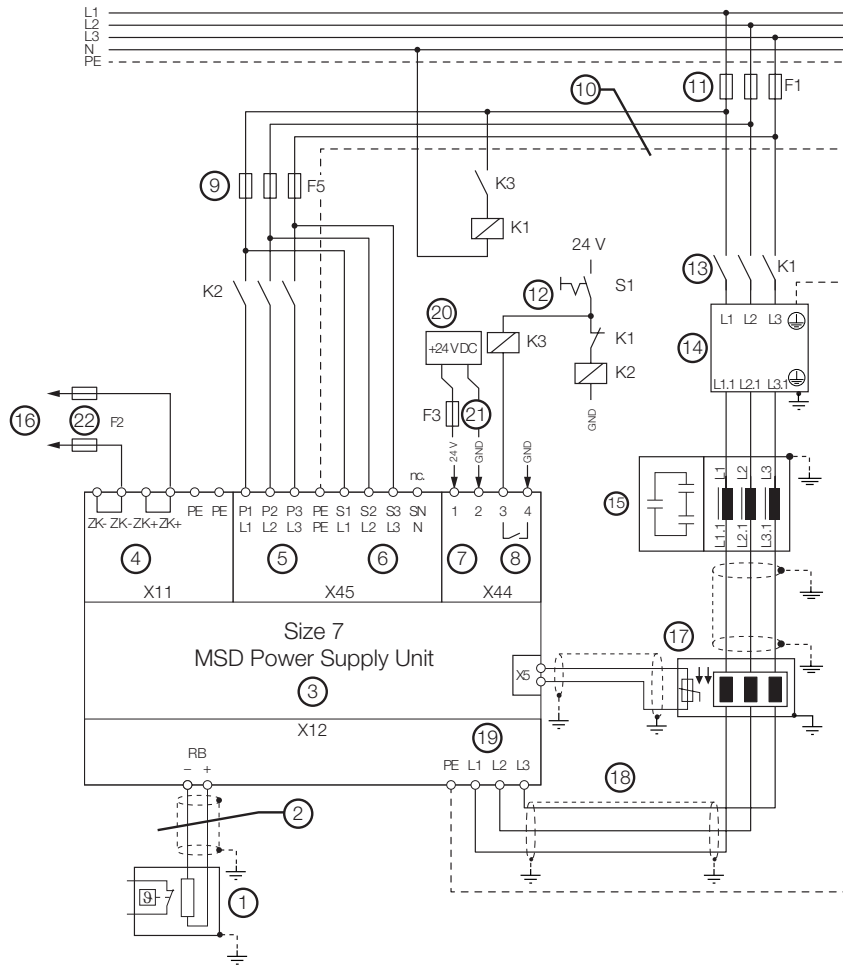 L1
L2
L3
N
PE
10
11
F1
9
F5
K3
K1
24 V
K2
12
S1
13
K1
20
+24 V DC
K3
K1
K2
L1 L2 L3
14
L1.1 L2.1 L3.1
16
22
F2
F3
21
GND
24 V
GND
GND
nc.
L1 L2 L3
15
L1.1 L2.1 L3.1
ZK- ZK- ZK+ ZK+ PE PE
P1 P2 P3 PE S1 S2 S3 SN
L1 L2 L3 PE L1 L2 L3 N
1 2 3 4
4
5
6
7
8
X11
X45
X44
Size 7
MSD Power Supply Unit
3
X5
17
X12
19
RB
- +
PE L1 L2 L3
18
2
ϑ
1